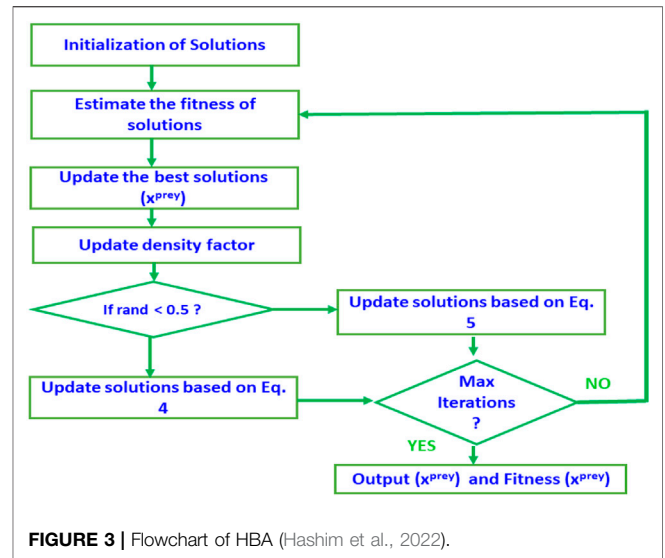 Initialization of Solutions
Estimate the fitness of
solutions
Update the best solutions
(xᵖʳᵉʸ)
Update density factor
If rand < 0.5 ?
Update solutions based on Eq.
5
Update solutions based on Eq.
4
Max
Iterations
?
NO
YES
Output (xᵖʳᵉʸ) and Fitness (xᵖʳᵉʸ)
FIGURE 3 | Flowchart of HBA (Hashim et al., 2022).